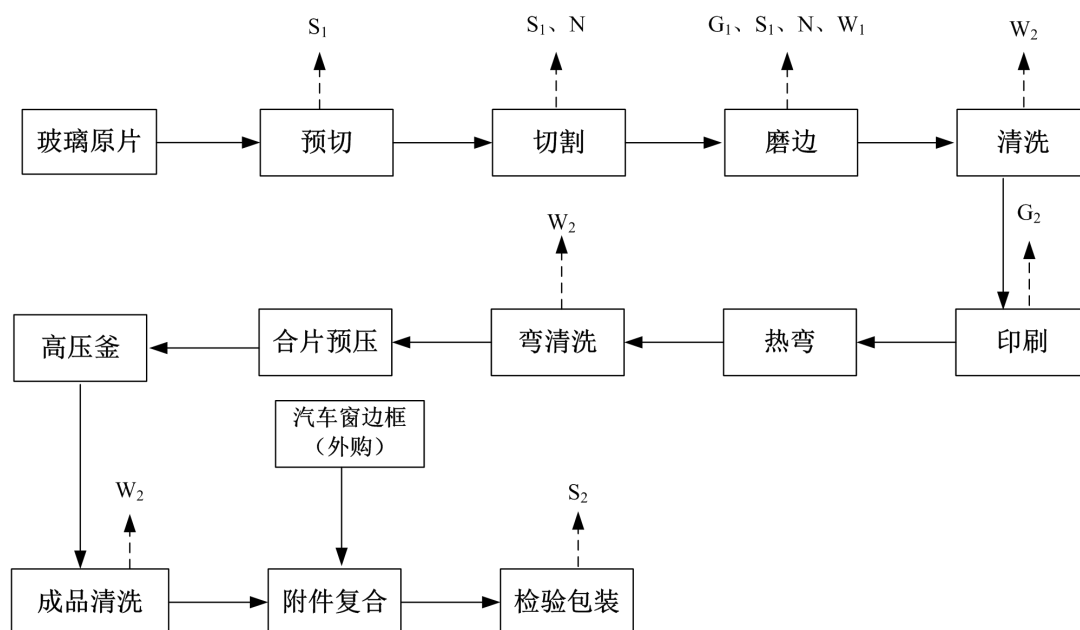 S₁
S₁、N
G₁、S₁、N、W₁
W₂
玻璃原片
预切
切割
磨边
清洗
W₂
G₂
高压釜
合片预压
弯清洗
热弯
印刷
汽车窗边框
（外购）
W₂
S₂
成品清洗
附件复合
检验包装